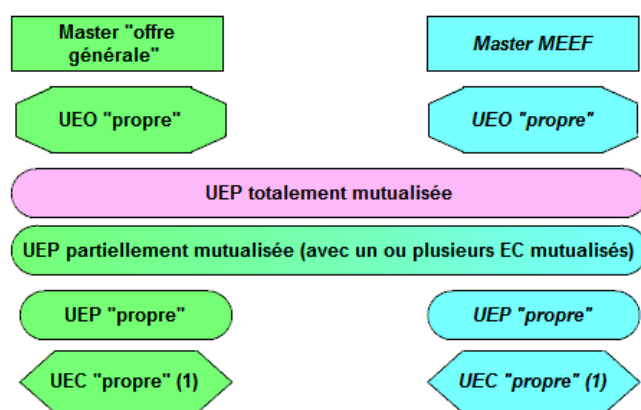 Master "offre
générale"
Master MEEF
UEO "propre"
UEO "propre"
UEP totalement mutualisée
UEP partiellement mutualisée (avec un ou plusieurs EC mutualisés)
UEP "propre"
UEP "propre"
UEC "propre" (1)
UEC "propre" (1)